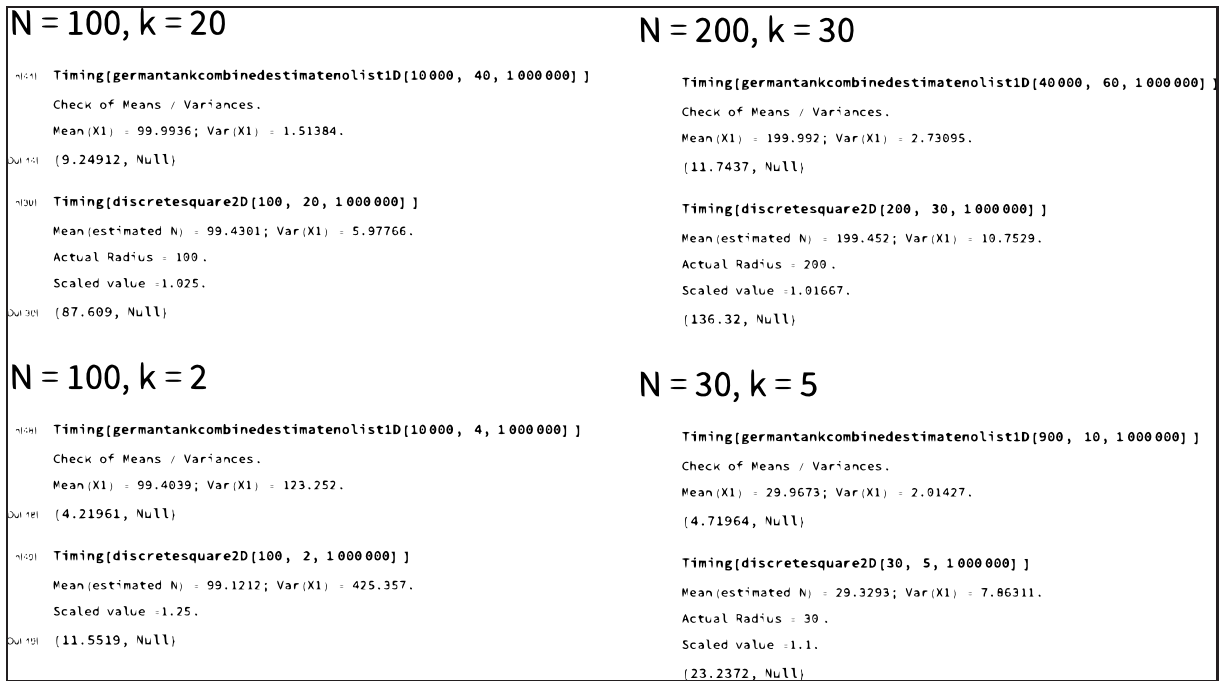 N = 100, k = 20
Timing[germantankcombinedestimatenolist1D[10000, 40, 1000000] ]
Check of Means / Variances.
Mean(X1) = 99.9936; Var(X1) = 1.51384.
{9.24912, Null}
Timing[discretesquare2D[100, 20, 1000000] ]
Mean(estimated N) = 99.4301; Var(X1) = 5.97766.
Actual Radius = 100.
Scaled value =1.025.
{87.609, Null}
N = 100, k = 2
Timing[germantankcombinedestimatenolist1D[10000, 4, 1000000] ]
Check of Means / Variances.
Mean(X1) = 99.4039; Var(X1) = 123.252.
{4.21961, Null}
Timing[discretesquare2D[100, 2, 1000000] ]
Mean(estimated N) = 99.1212; Var(X1) = 425.357.
Scaled value =1.25.
{11.5519, Null}
N = 200, k = 30
Timing[germantankcombinedestimatenolist1D[40000, 60, 1000000] ]
Check of Means / Variances.
Mean(X1) = 199.992; Var(X1) = 2.73095.
{11.7437, Null}
Timing[discretesquare2D[200, 30, 1000000] ]
Mean(estimated N) = 199.452; Var(X1) = 10.7529.
Actual Radius = 200.
Scaled value =1.01667.
{136.32, Null}
N = 30, k = 5
Timing[germantankcombinedestimatenolist1D[900, 10, 1000000] ]
Check of Means / Variances.
Mean(X1) = 29.9673; Var(X1) = 2.01427.
{4.71964, Null}
Timing[discretesquare2D[30, 5, 1000000] ]
Mean(estimated N) = 29.3293; Var(X1) = 7.86311.
Actual Radius = 30.
Scaled value =1.1.
{23.2372, Null}